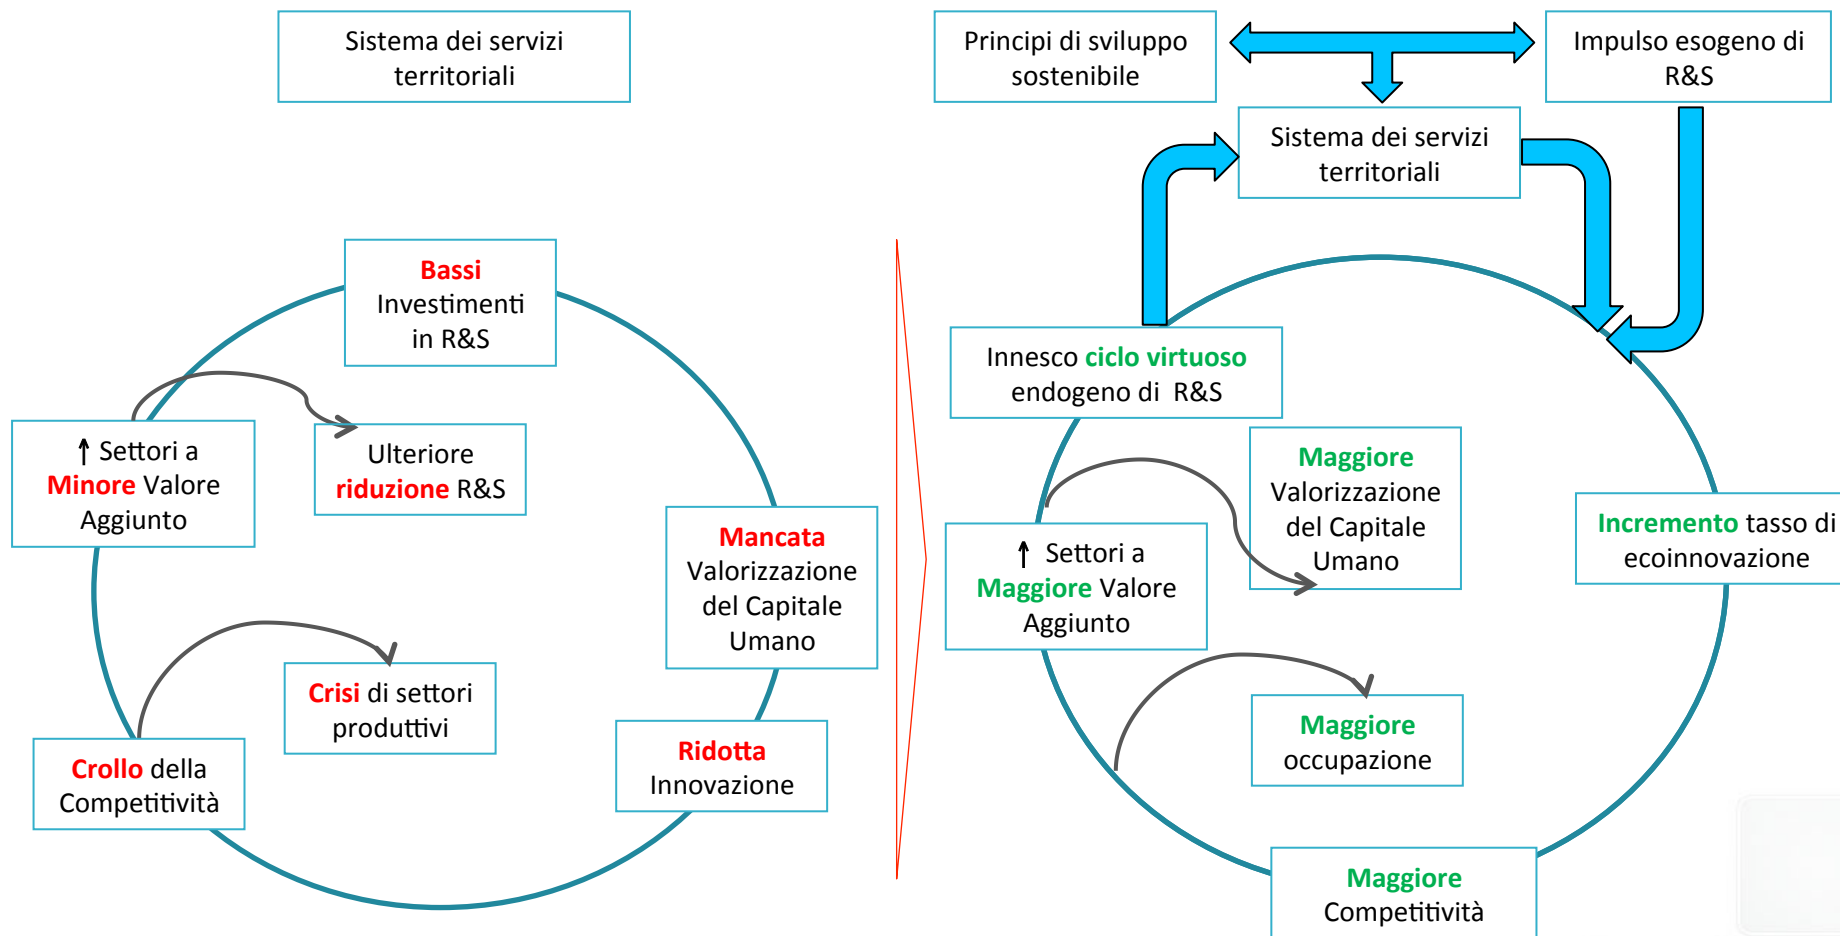 Sistema dei servizi
territoriali
Bassi
Investimenti
in R&S
↑ Settori a
Minore Valore
Aggiunto
Ulteriore
riduzione R&S
Mancata
Valorizzazione
del Capitale
Umano
Crisi di settori
produttivi
Ridotta
Innovazione
Crollo della
Competitività
Principi di sviluppo
sostenibile
Impulso esogeno di
R&S
Sistema dei servizi
territoriali
Innesco ciclo virtuoso
endogeno di R&S
Maggiore
Valorizzazione
del Capitale
Umano
Incremento tasso di
ecoinnovazione
↑ Settori a
Maggiore Valore
Aggiunto
Maggiore
occupazione
Maggiore
Competitività